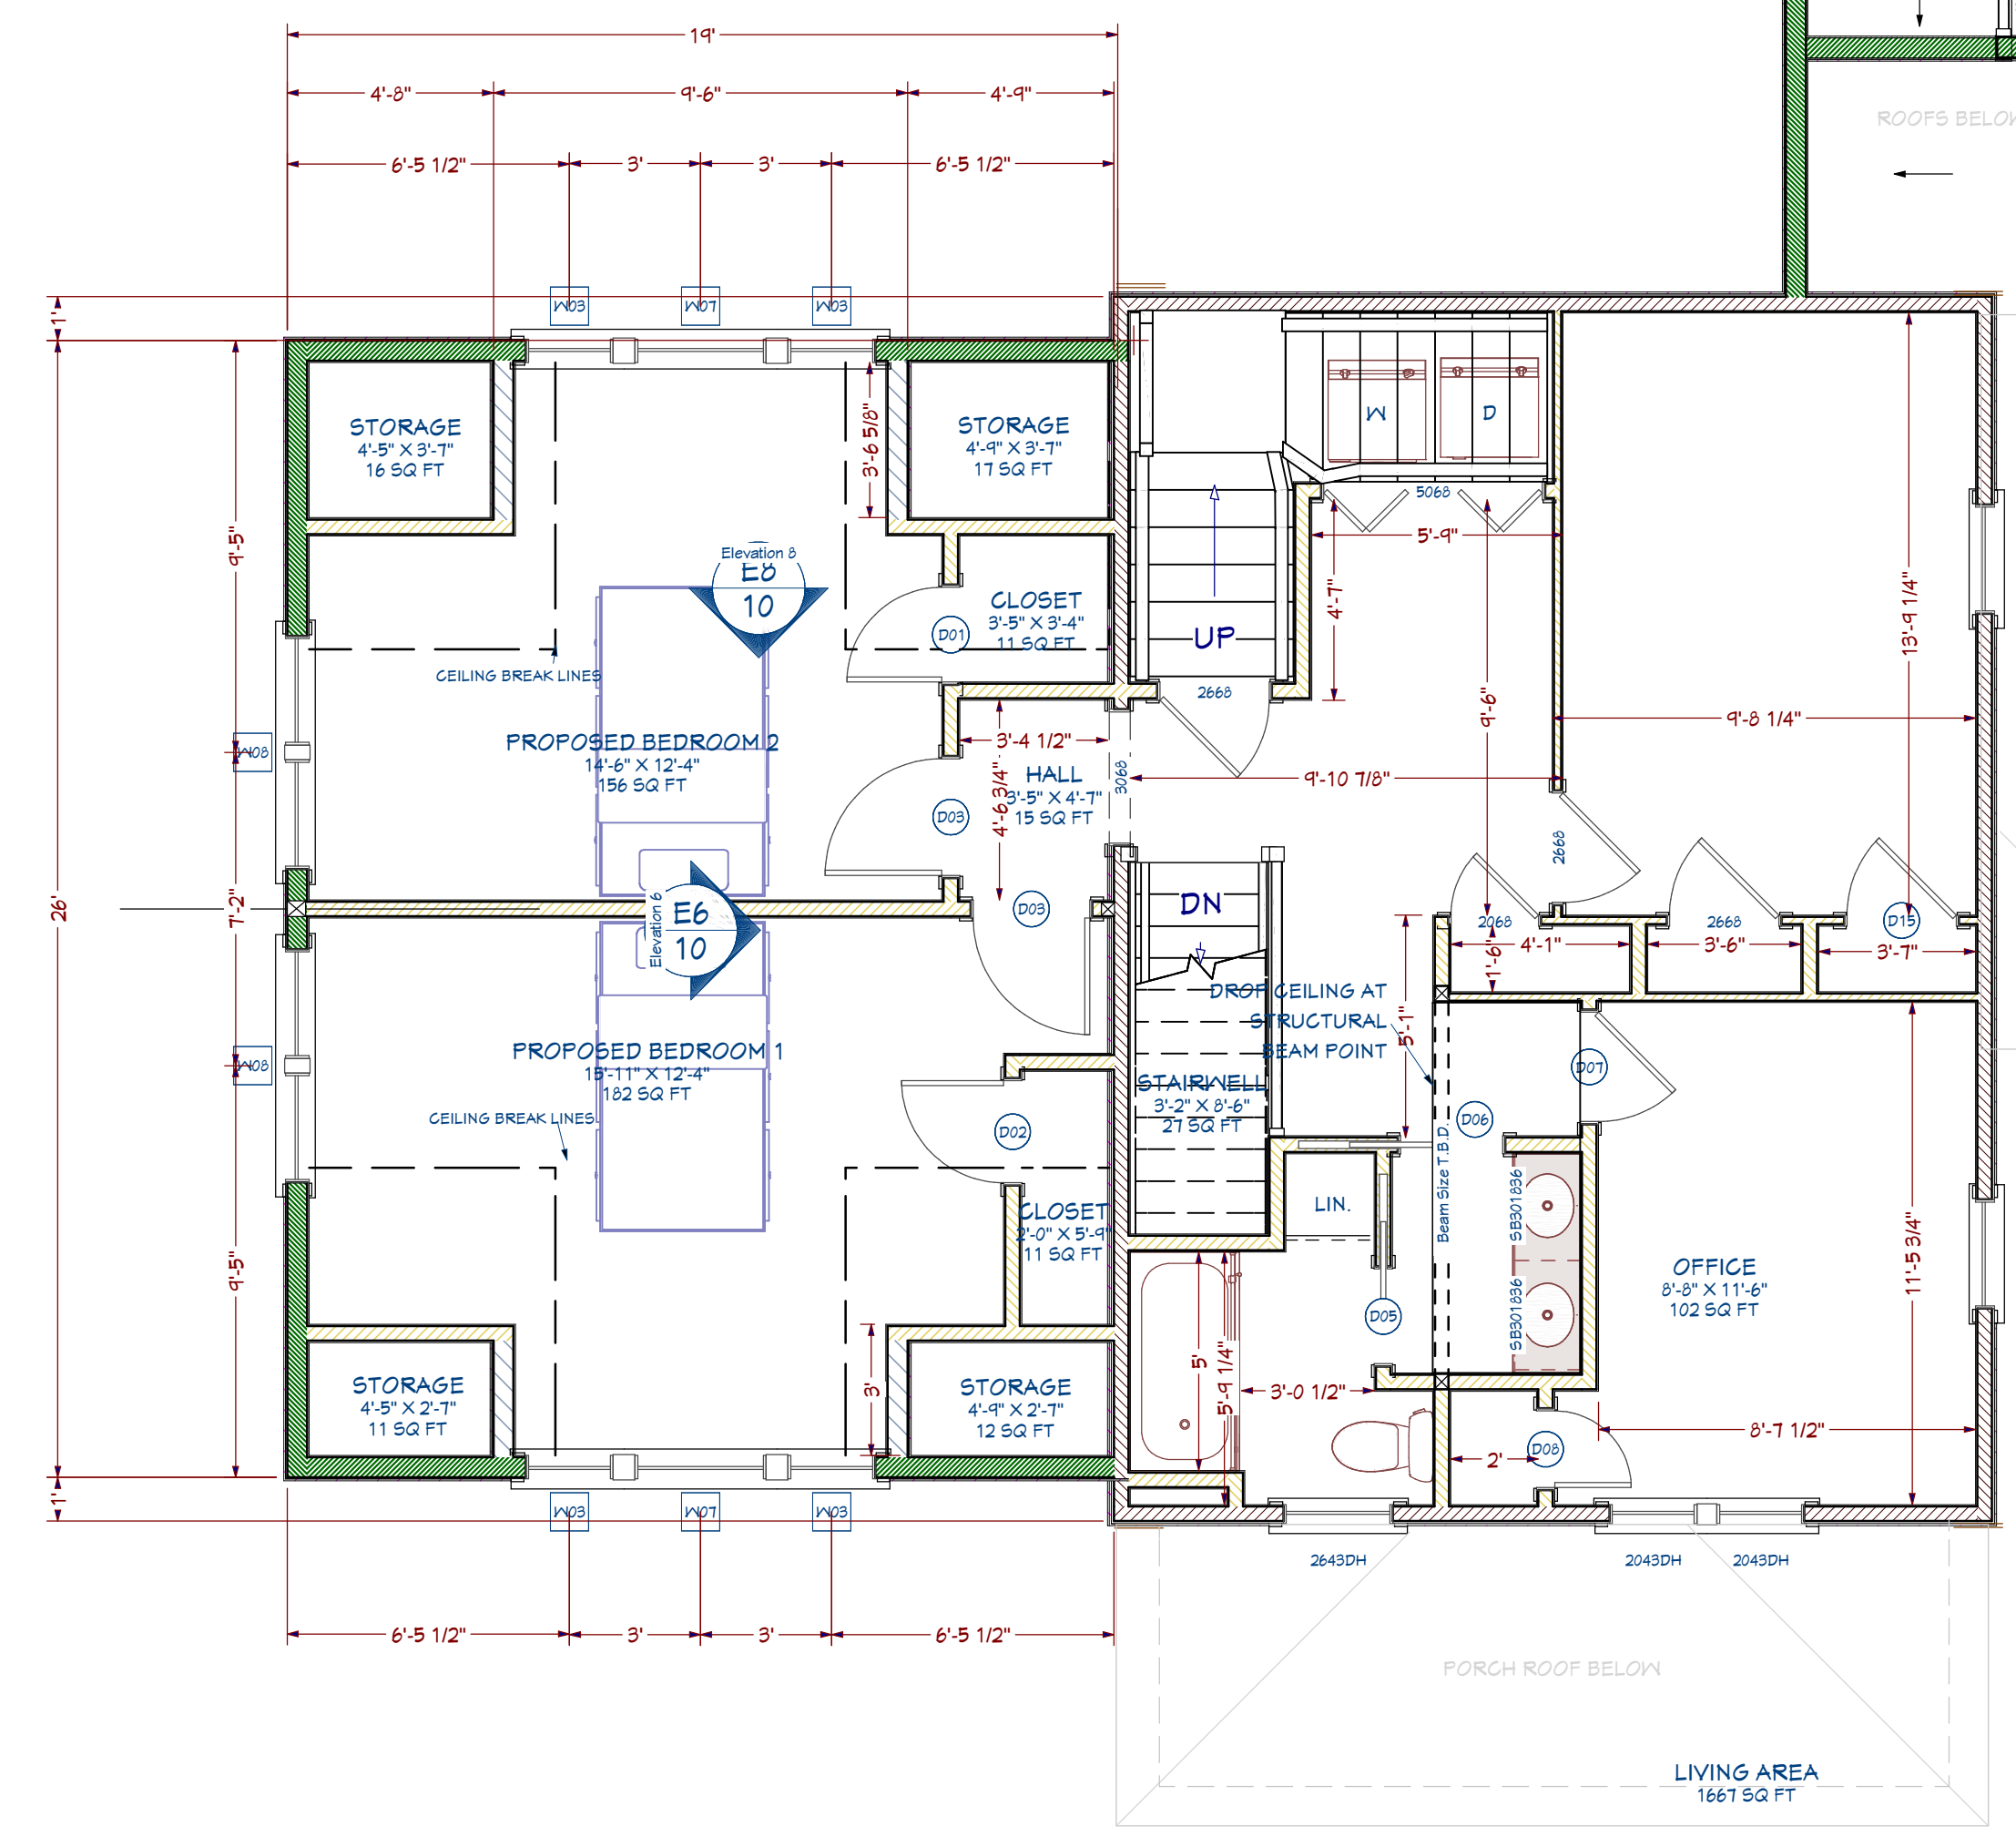 19'
4'-8"
9'-6"
4'-9"
6'-5 1/2"
3'
3'
6'-5 1/2"
ROOFS BELOW
W03
W07
W03
1'
STORAGE
4'-5" X 3'-7"
16 SQ FT
3'-6 5/8"
STORAGE
4'-9" X 3'-7"
17 SQ FT
W
D
5068
5'-9"
9'-5"
Elevation 8
E8
10
CLOSET
3'-5" X 3'-4"
11 SQ FT
D01
4'-7"
UP
13'-9 1/4"
CEILING BREAK LINES
2668
9'-6"
9'-8 1/4"
W08
PROPOSED BEDROOM 2
14'-6" X 12'-4"
156 SQ FT
3'-4 1/2"
HALL
3'-5" X 4'-7"
15 SQ FT
4'-6 3/4"
3068
9'-10 7/8"
D03
2668
26'
7'-2"
Elevation 6
E6
10
D03
DN
2068
2668
D15
4'-1"
3'-6"
3'-7"
1'-6"
DROP CEILING AT
STRUCTURAL
BEAM POINT
5'-1"
W08
PROPOSED BEDROOM 1
15'-11" X 12'-4"
182 SQ FT
D07
STAIRWELL
3'-2" X 8'-6"
27 SQ FT
D06
CEILING BREAK LINES
D02
Beam Size T.B.D.
CLOSET
2'-0" X 5'-9"
11 SQ FT
LIN.
SB301836
SB301836
9'-5"
OFFICE
8'-8" X 11'-6"
102 SQ FT
11'-5 3/4"
D05
5'
5'-9 1/4"
3'-0 1/2"
STORAGE
4'-5" X 2'-7"
11 SQ FT
3'
STORAGE
4'-9" X 2'-7"
12 SQ FT
8'-7 1/2"
2'
D08
1'
W03
W07
W03
2643DH
2043DH
2043DH
6'-5 1/2"
3'
3'
6'-5 1/2"
PORCH ROOF BELOW
LIVING AREA
1667 SQ FT